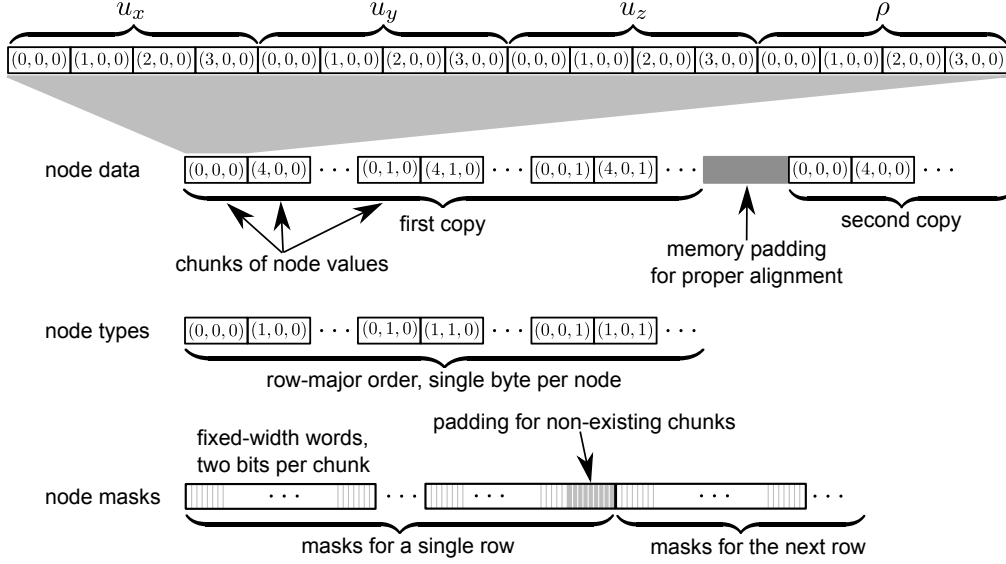 u_x u_y u_z ρ
(0, 0, 0) (1, 0, 0) (2, 0, 0) (3, 0, 0) (0, 0, 0) (1, 0, 0) (2, 0, 0) (3, 0, 0) (0, 0, 0) (1, 0, 0) (2, 0, 0) (3, 0, 0) (0, 0, 0) (1, 0, 0) (2, 0, 0) (3, 0, 0)
node data (0, 0, 0) (4, 0, 0) ··· (0, 1, 0) (4, 1, 0) ··· (0, 0, 1) (4, 0, 1) ··· (0, 0, 0) (4, 0, 0) ···
first copy
second copy
chunks of node values
memory padding
for proper alignment
node types (0, 0, 0) (1, 0, 0) ··· (0, 1, 0) (1, 1, 0) ··· (0, 0, 1) (1, 0, 1) ···
row-major order, single byte per node
padding for non-existing chunks
fixed-width words,
two bits per chunk
node masks ··· ··· ··· ··· ···
masks for a single row
masks for the next row